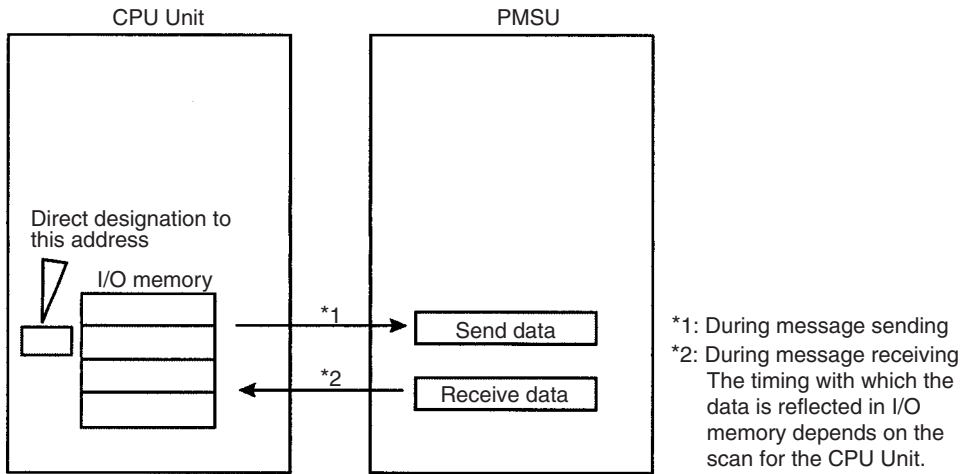 CPU Unit
PMSU
Direct designation to
this address
I/O memory
*1
Send data
*2
Receive data
*1: During message sending
*2: During message receiving
The timing with which the
data is reflected in I/O
memory depends on the
scan for the CPU Unit.